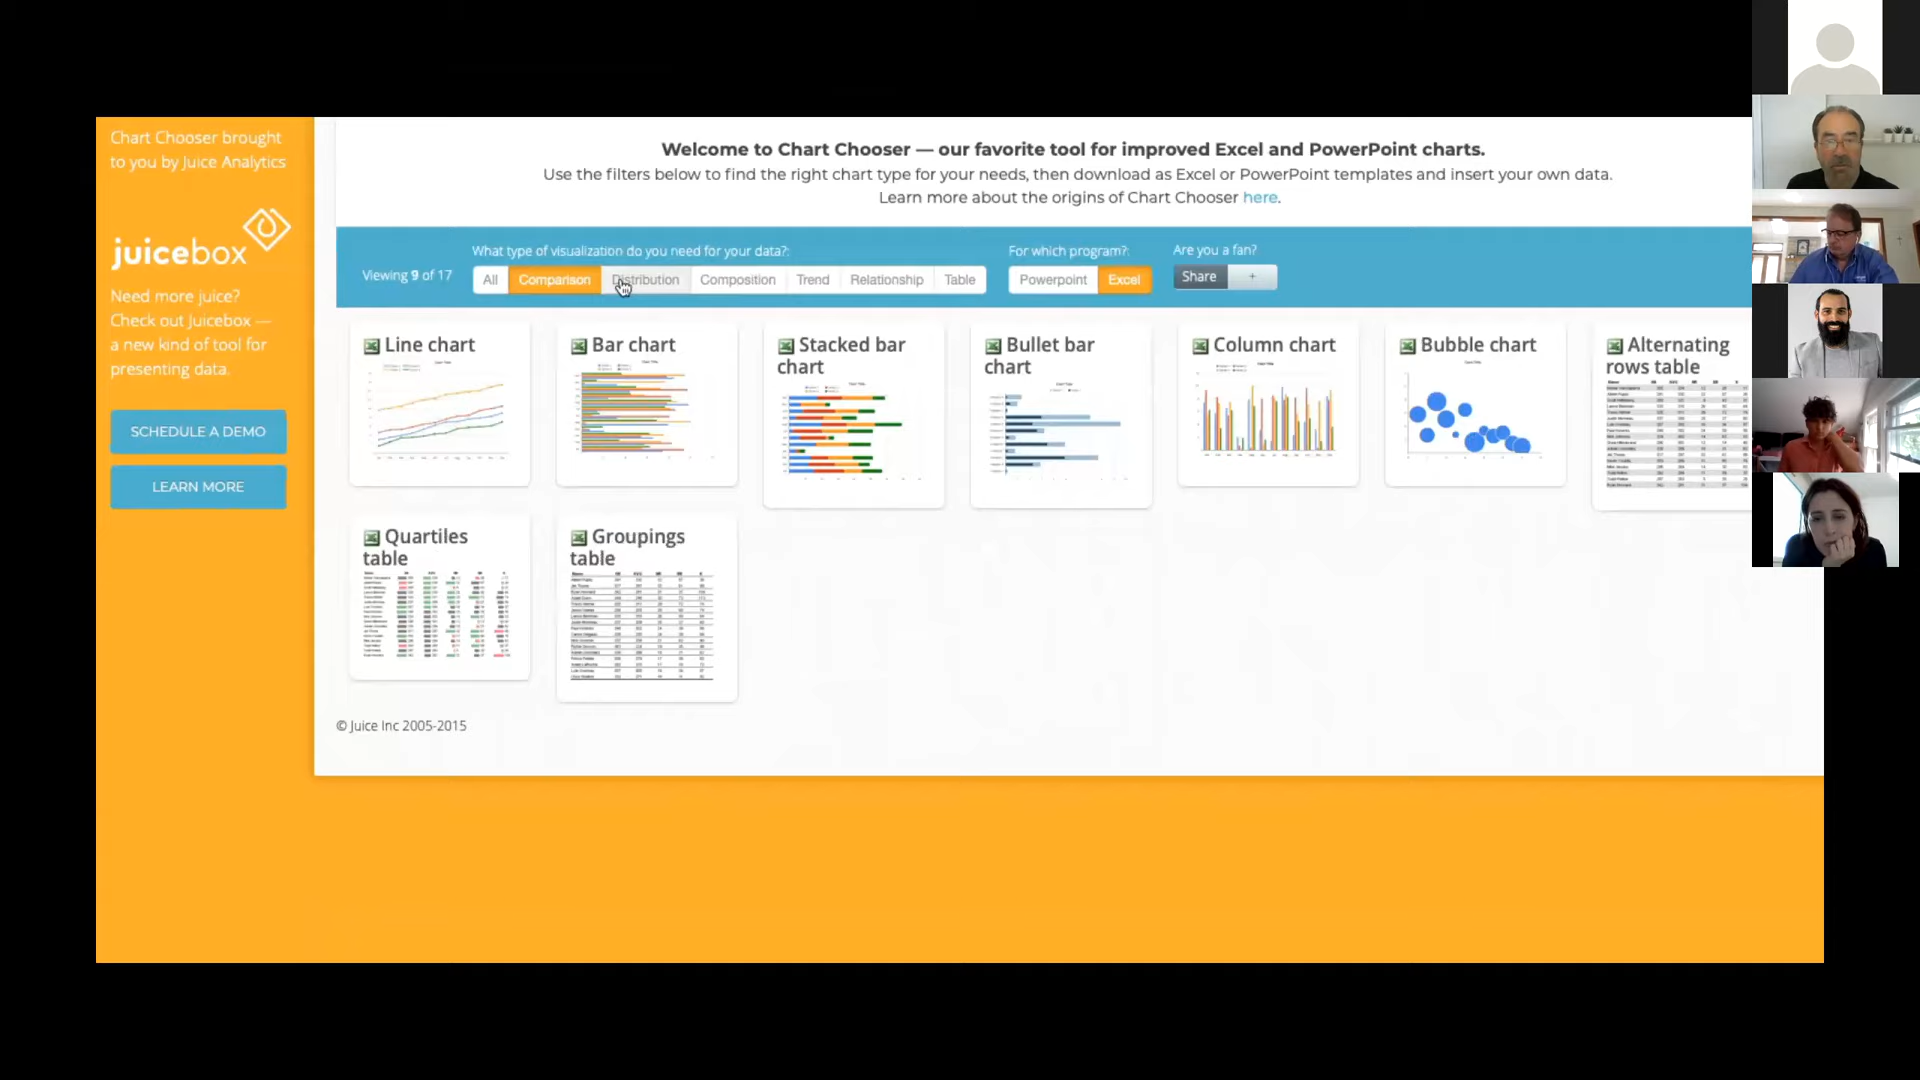 Chart Chooser brought
to you by Juice Analytics
juicebox
Need more juice?
Check out Juicebox —
a new kind of tool for
presenting data.
SCHEDULE A DEMO
LEARN MORE
Welcome to Chart Chooser — our favorite tool for improved Excel and PowerPoint charts.
Use the filters below to find the right chart type for your needs, then download as Excel or PowerPoint templates and insert your own data.
Learn more about the origins of Chart Chooser here.
Viewing 9 of 17
What type of visualization do you need for your data?:
All Comparison Distribution Composition Trend Relationship Table
For which program?:
Powerpoint Excel
Are you a fan?
Share +
Line chart
Bar chart
Stacked bar
chart
Bullet bar
chart
Column chart
Bubble chart
Alternating
rows table
Quartiles
table
Groupings
table
© Juice Inc 2005-2015